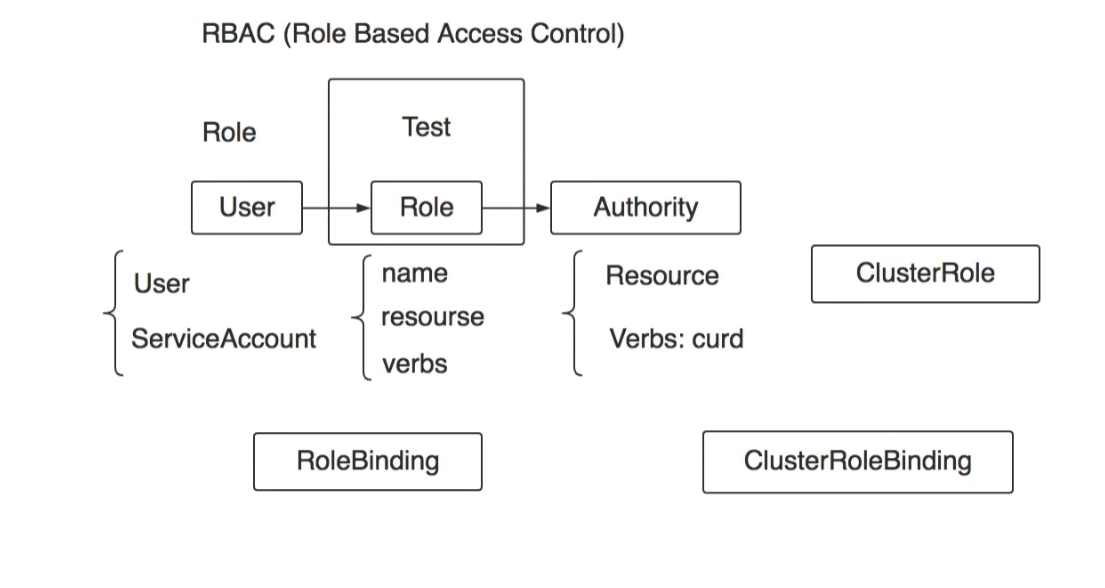 RBAC (Role Based Access Control)
Role
Test
User
Role
Authority
User
ServiceAccount
name
resourse
verbs
Resource
Verbs: curd
ClusterRole
RoleBinding
ClusterRoleBinding